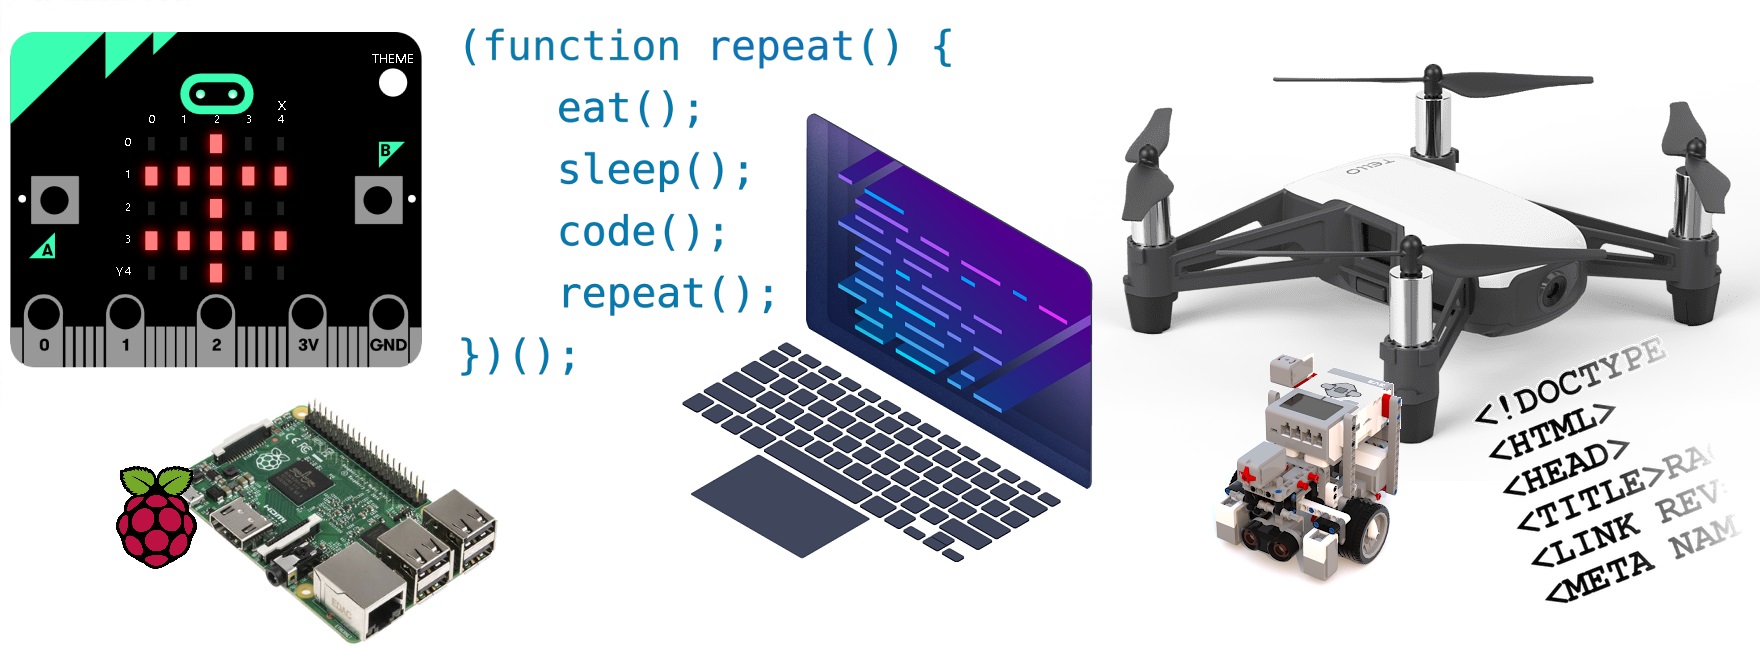 THEME
X
0 1 2 3 4
0
1
2
3
Y4
B
A
0 1 2 3V GND
(function repeat() {
eat();
sleep();
code();
repeat();
})();
TELLO
HDMI
<!DOCTYPE
<HTML>
<HEAD>
<TITLE>RA
<LINK REV
<META NAM